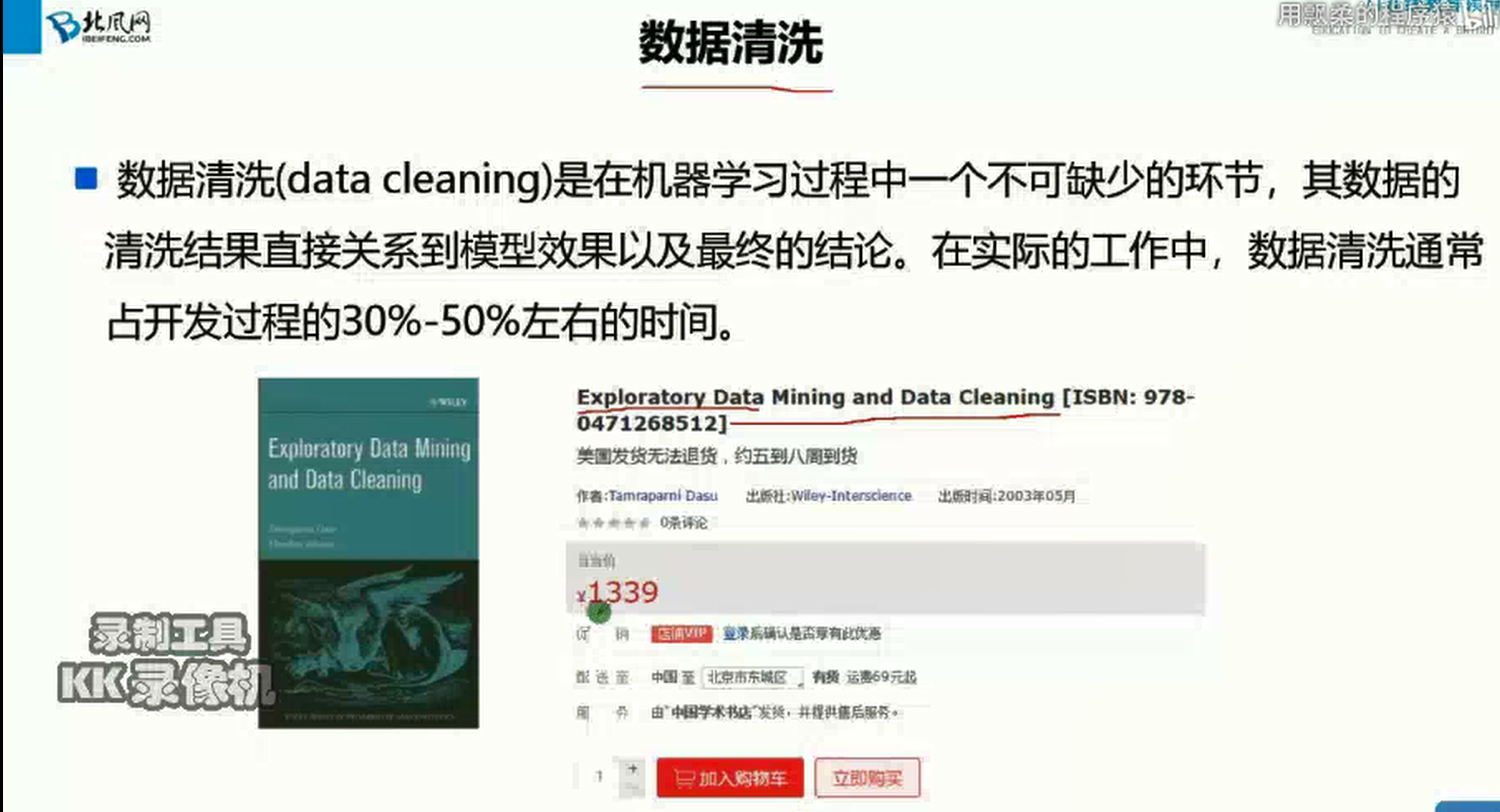 北风网
IBEIFENG.COM
用飘柔的程序猿
EDUCATION TO CREATE A BRIGHT
数据清洗
数据清洗(data cleaning)是在机器学习过程中一个不可缺少的环节，其数据的
清洗结果直接关系到模型效果以及最终的结论。在实际的工作中，数据清洗通常
占开发过程的30%-50%左右的时间。
WILEY
Exploratory Data Mining
and Data Cleaning
Exploratory Data Mining and Data Cleaning [ISBN: 978-
0471268512]
美国发货无法退货，约五到八周到货
作者:Tamraparni Dasu 出版社:Wiley-Interscience 出版时间:2003年05月
0条评论
当当价
¥1339
促 销 店铺VIP 登录后确认是否享有此优惠
配送至 中国 至 北京市东城区 有货 运费69元起
服 务 由"中国学术书店"发货，并提供售后服务。
1 + 加入购物车 立即购买
录制工具
KK录像机